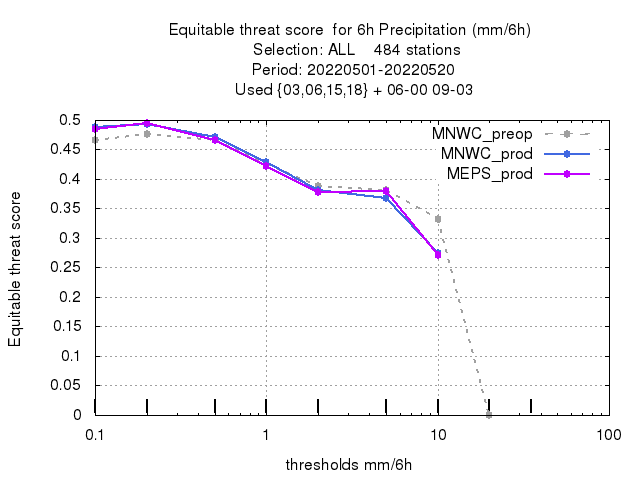 Equitable threat score  for 6h Precipitation (mm/6h)
Selection: ALL    484 stations
Period: 20220501-20220520
Used {03,06,15,18} + 06-00 09-03
MNWC_preop
MNWC_prod
MEPS_prod
0.5
0.45
0.4
0.35
0.3
0.25
0.2
0.15
0.1
0.05
0
Equitable threat score
0.1 1 10 100
thresholds mm/6h